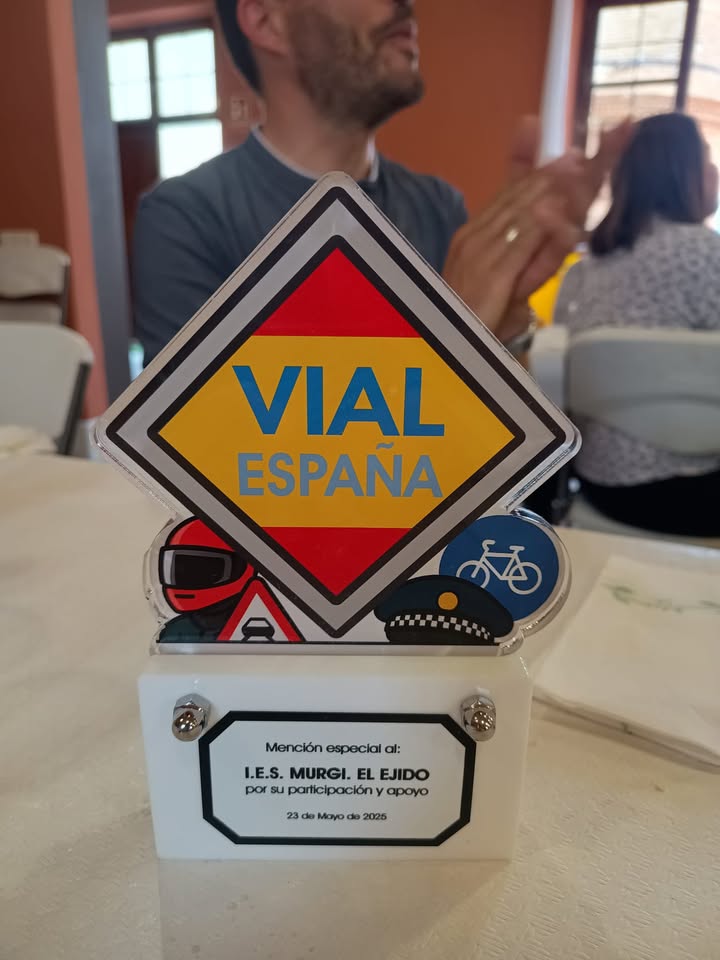 VIAL
ESPAÑA
Mención especial al:
I.E.S. MURGI. EL EJIDO
por su participación y apoyo
23 de Mayo de 2025